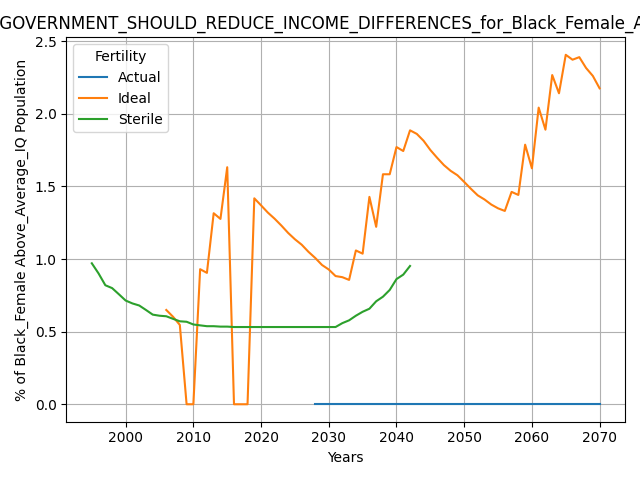 GOVERNMENT_SHOULD_REDUCE_INCOME_DIFFERENCES_for_Black_Female_A
% of Black_Female Above_Average_IQ Population
2.5
2.0
1.5
1.0
0.5
0.0
Fertility
Actual
Ideal
Sterile
2000 2010 2020 2030 2040 2050 2060 2070
Years